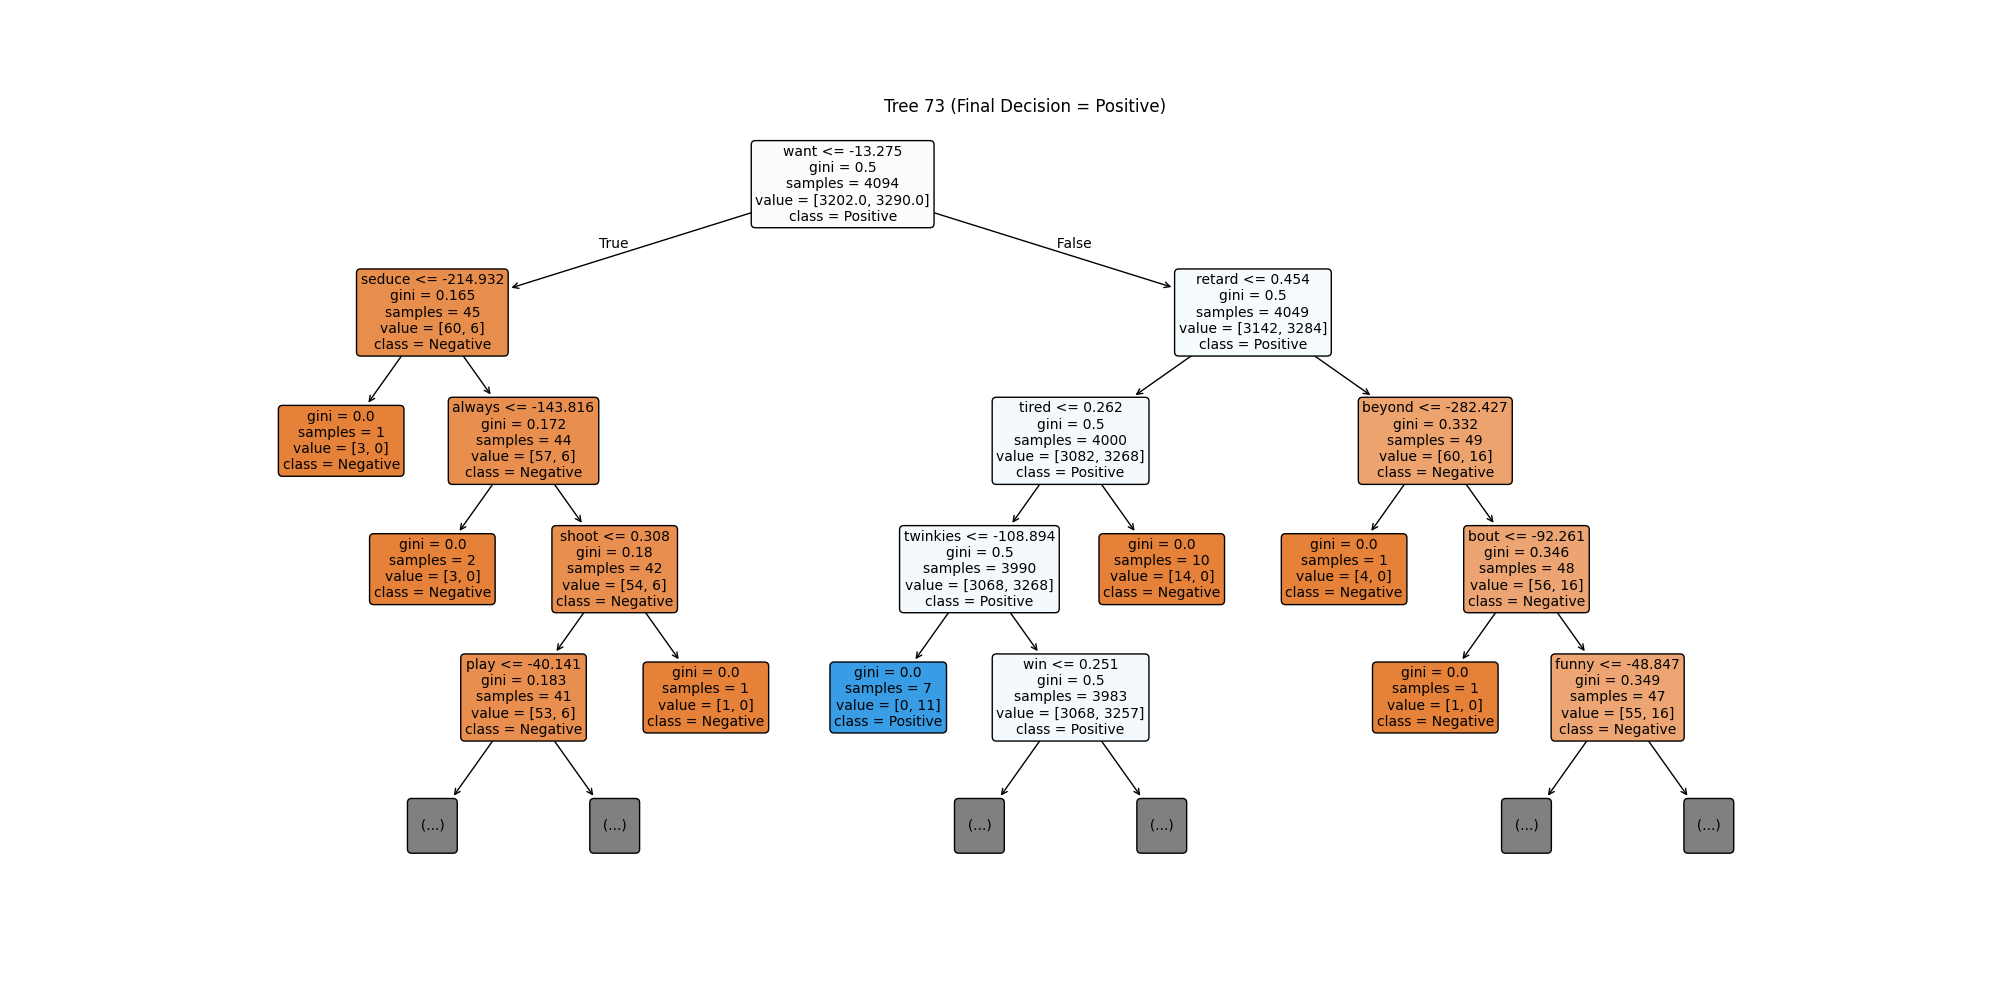 Tree 73 (Final Decision = Positive)
want <= -13.275
gini = 0.5
samples = 4094
value = [3202.0, 3290.0]
class = Positive
True
False
seduce <= -214.932
gini = 0.165
samples = 45
value = [60, 6]
class = Negative
retard <= 0.454
gini = 0.5
samples = 4049
value = [3142, 3284]
class = Positive
gini = 0.0
samples = 1
value = [3, 0]
class = Negative
always <= -143.816
gini = 0.172
samples = 44
value = [57, 6]
class = Negative
tired <= 0.262
gini = 0.5
samples = 4000
value = [3082, 3268]
class = Positive
beyond <= -282.427
gini = 0.332
samples = 49
value = [60, 16]
class = Negative
gini = 0.0
samples = 2
value = [3, 0]
class = Negative
shoot <= 0.308
gini = 0.18
samples = 42
value = [54, 6]
class = Negative
twinkies <= -108.894
gini = 0.5
samples = 3990
value = [3068, 3268]
class = Positive
gini = 0.0
samples = 10
value = [14, 0]
class = Negative
gini = 0.0
samples = 1
value = [4, 0]
class = Negative
bout <= -92.261
gini = 0.346
samples = 48
value = [56, 16]
class = Negative
play <= -40.141
gini = 0.183
samples = 41
value = [53, 6]
class = Negative
gini = 0.0
samples = 1
value = [1, 0]
class = Negative
gini = 0.0
samples = 7
value = [0, 11]
class = Positive
win <= 0.251
gini = 0.5
samples = 3983
value = [3068, 3257]
class = Positive
gini = 0.0
samples = 1
value = [1, 0]
class = Negative
funny <= -48.847
gini = 0.349
samples = 47
value = [55, 16]
class = Negative
(...)
(...)
(...)
(...)
(...)
(...)